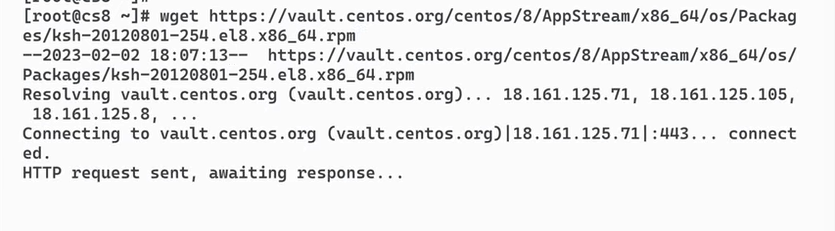 [root@cs8 ~]# wget https://vault.centos.org/centos/8/AppStream/x86_64/os/Packag
es/ksh-20120801-254.el8.x86_64.rpm
--2023-02-02 18:07:13--  https://vault.centos.org/centos/8/AppStream/x86_64/os/
Packages/ksh-20120801-254.el8.x86_64.rpm
Resolving vault.centos.org (vault.centos.org)... 18.161.125.71, 18.161.125.105,
 18.161.125.8, ...
Connecting to vault.centos.org (vault.centos.org)|18.161.125.71|:443... connect
ed.
HTTP request sent, awaiting response...